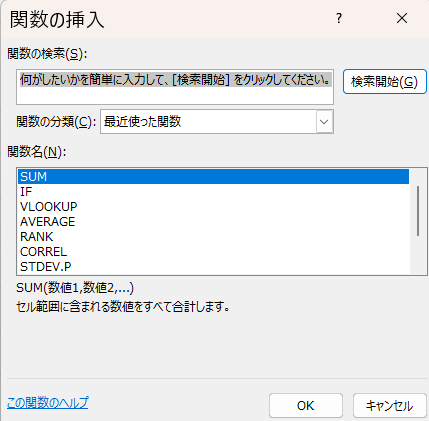 関数の挿入 ?
関数の検索(S):
何がしたいかを簡単に入力して、[検索開始] をクリックしてください。 検索開始(G)
関数の分類(C): 最近使った関数
関数名(N):
SUM
IF
VLOOKUP
AVERAGE
RANK
CORREL
STDEV.P
SUM(数値1,数値2,...)
セル範囲に含まれる数値をすべて合計します。
この関数のヘルプ
OK キャンセル